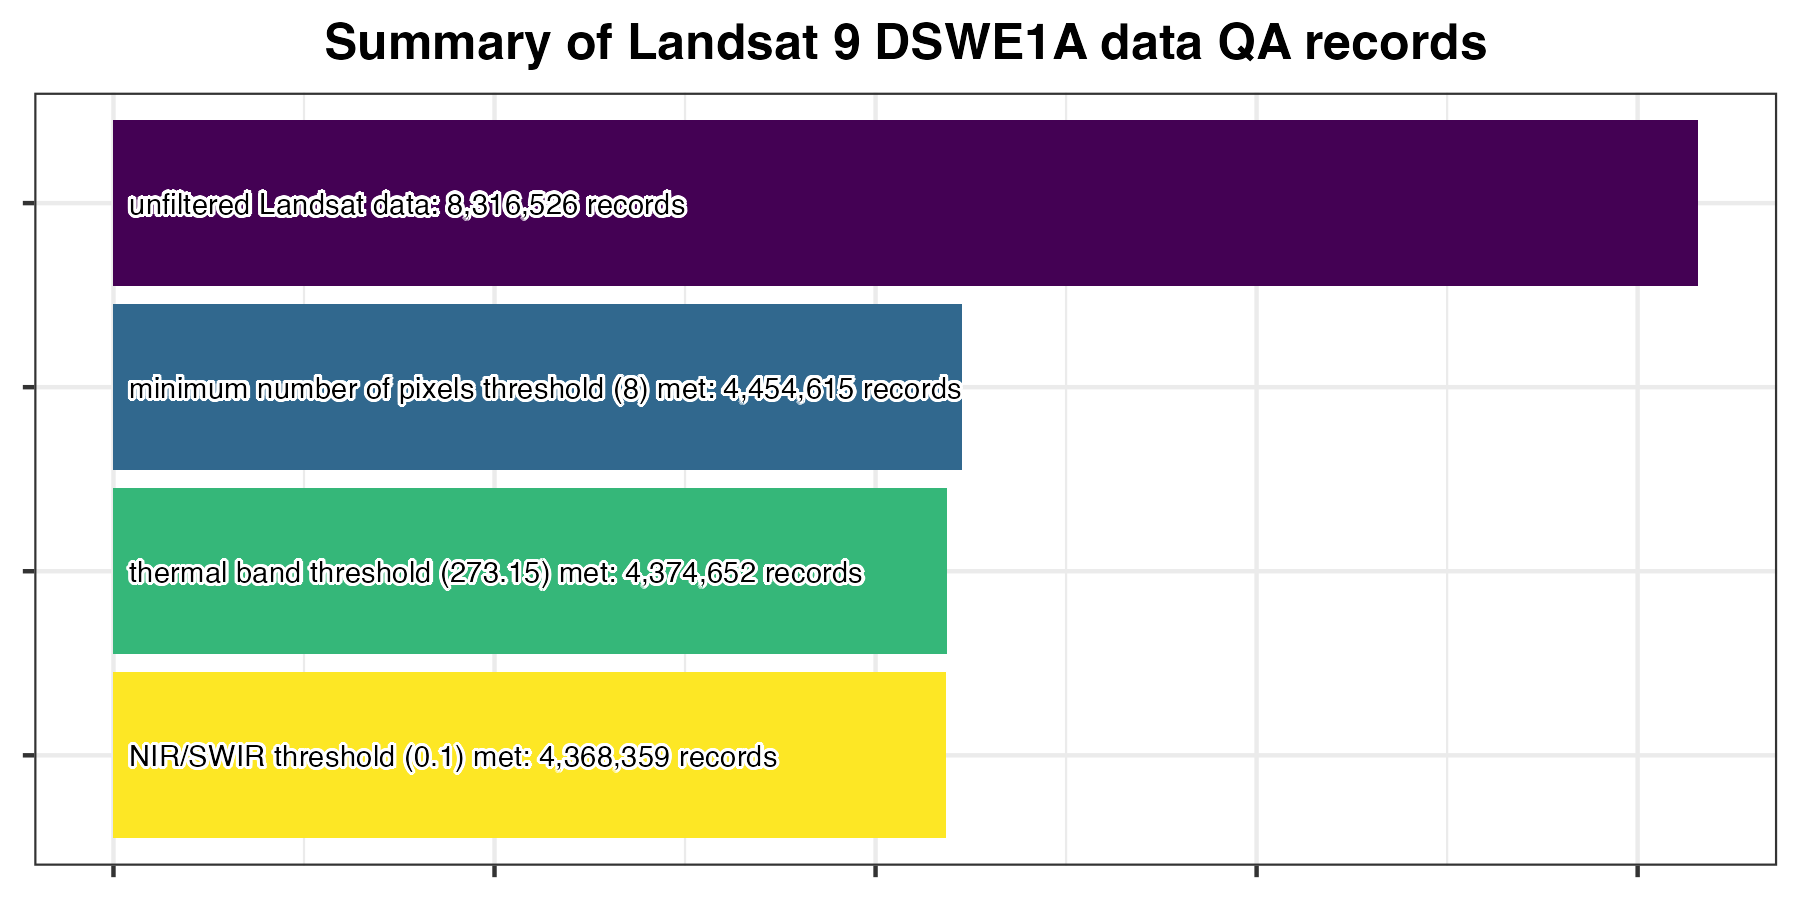 Summary of Landsat 9 DSWE1A data QA records
unfiltered Landsat data: 8,316,526 records
minimum number of pixels threshold (8) met: 4,454,615 records
thermal band threshold (273.15) met: 4,374,652 records
NIR/SWIR threshold (0.1) met: 4,368,359 records